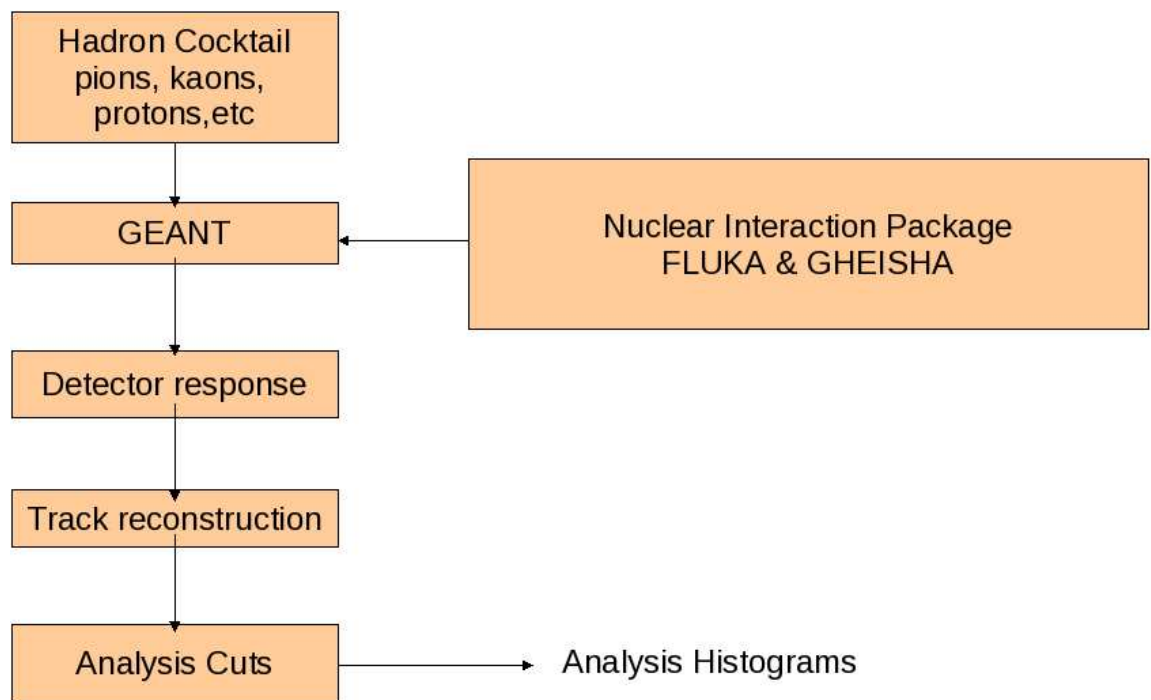 Hadron Cocktail
pions, kaons,
protons,etc
GEANT
Nuclear Interaction Package
FLUKA & GHEISHA
Detector response
Track reconstruction
Analysis Cuts
Analysis Histograms